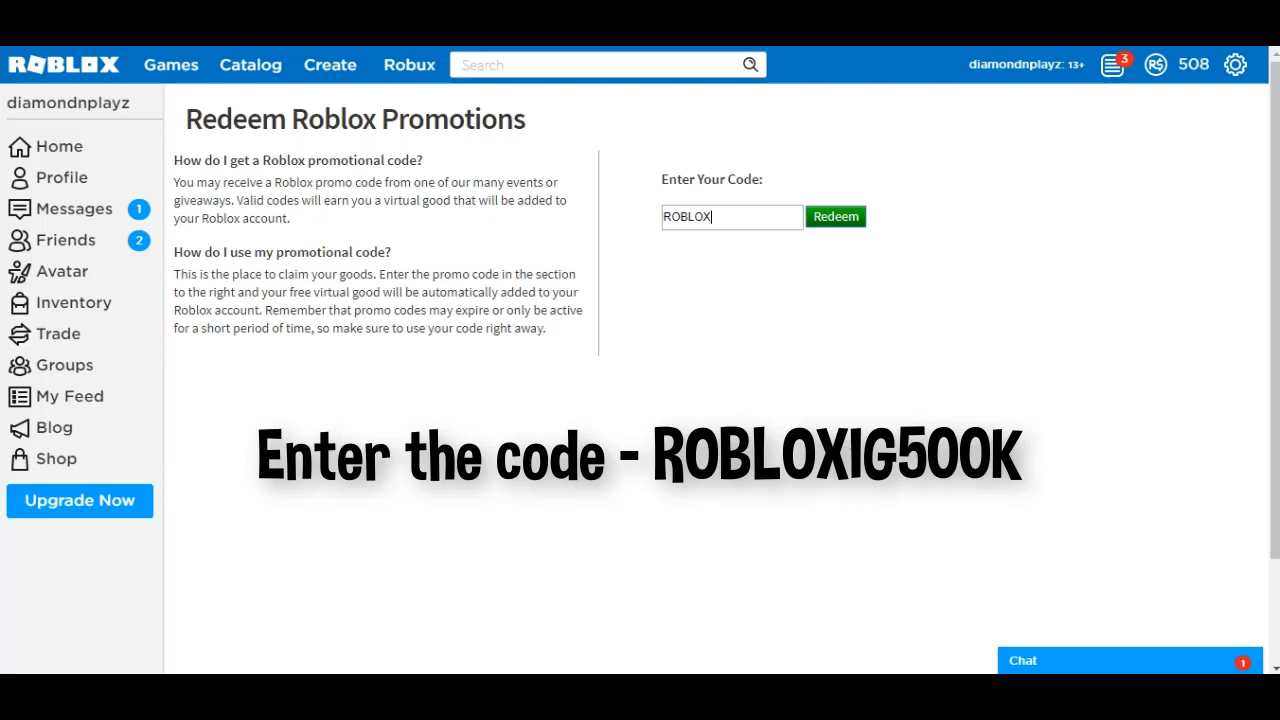 ROBLOX Games Catalog Create Robux Search diamondnplayz: 13+ 3 R$ 508
diamondnplayz
Home
Profile
Messages 1
Friends 2
Avatar
Inventory
Trade
Groups
My Feed
Blog
Shop
Upgrade Now
Redeem Roblox Promotions
How do I get a Roblox promotional code?
You may receive a Roblox promo code from one of our many events or
giveaways. Valid codes will earn you a virtual good that will be added to
your Roblox account.
How do I use my promotional code?
This is the place to claim your goods. Enter the promo code in the section
to the right and your free virtual good will be automatically added to your
Roblox account. Remember that promo codes may expire or only be active
for a short period of time, so make sure to use your code right away.
Enter Your Code:
ROBLOX Redeem
Enter the code - ROBLOXIG500K
Chat 1